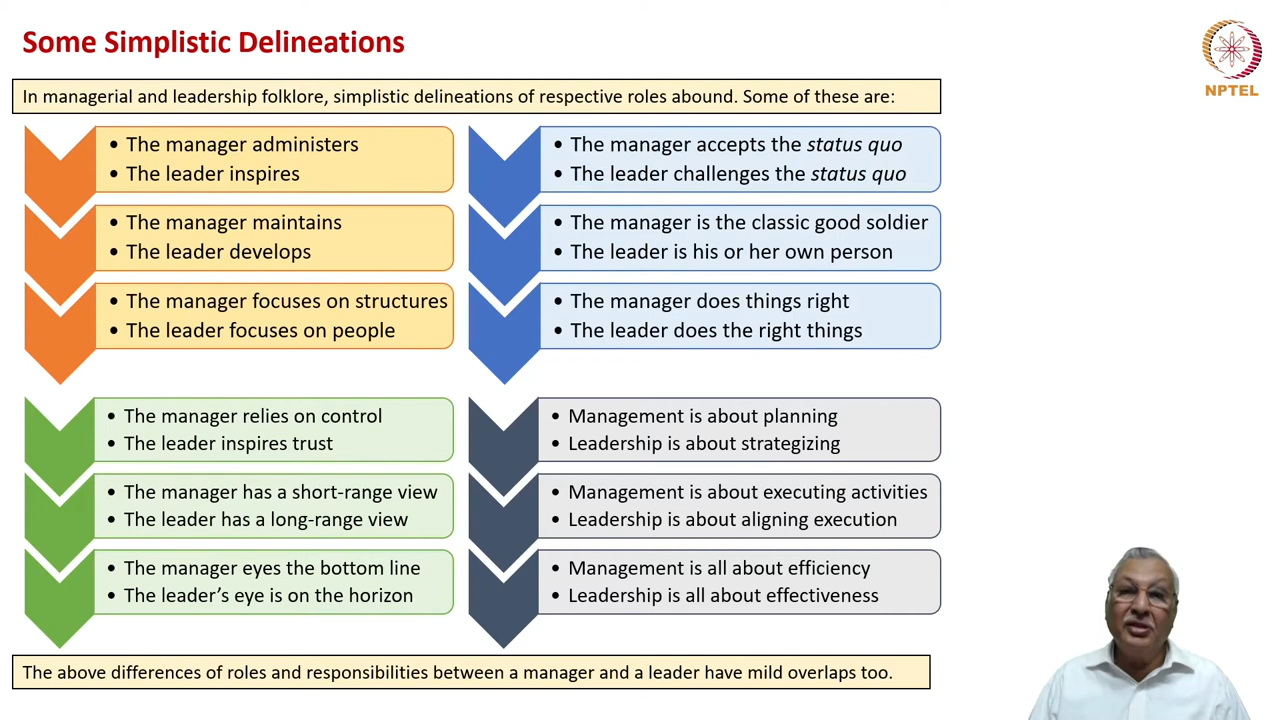 Some Simplistic Delineations
NPTEL
In managerial and leadership folklore, simplistic delineations of respective roles abound. Some of these are:
• The manager administers
• The leader inspires
• The manager maintains
• The leader develops
• The manager focuses on structures
• The leader focuses on people
• The manager accepts the status quo
• The leader challenges the status quo
• The manager is the classic good soldier
• The leader is his or her own person
• The manager does things right
• The leader does the right things
• The manager relies on control
• The leader inspires trust
• The manager has a short-range view
• The leader has a long-range view
• The manager eyes the bottom line
• The leader’s eye is on the horizon
• Management is about planning
• Leadership is about strategizing
• Management is about executing activities
• Leadership is about aligning execution
• Management is all about efficiency
• Leadership is all about effectiveness
The above differences of roles and responsibilities between a manager and a leader have mild overlaps too.